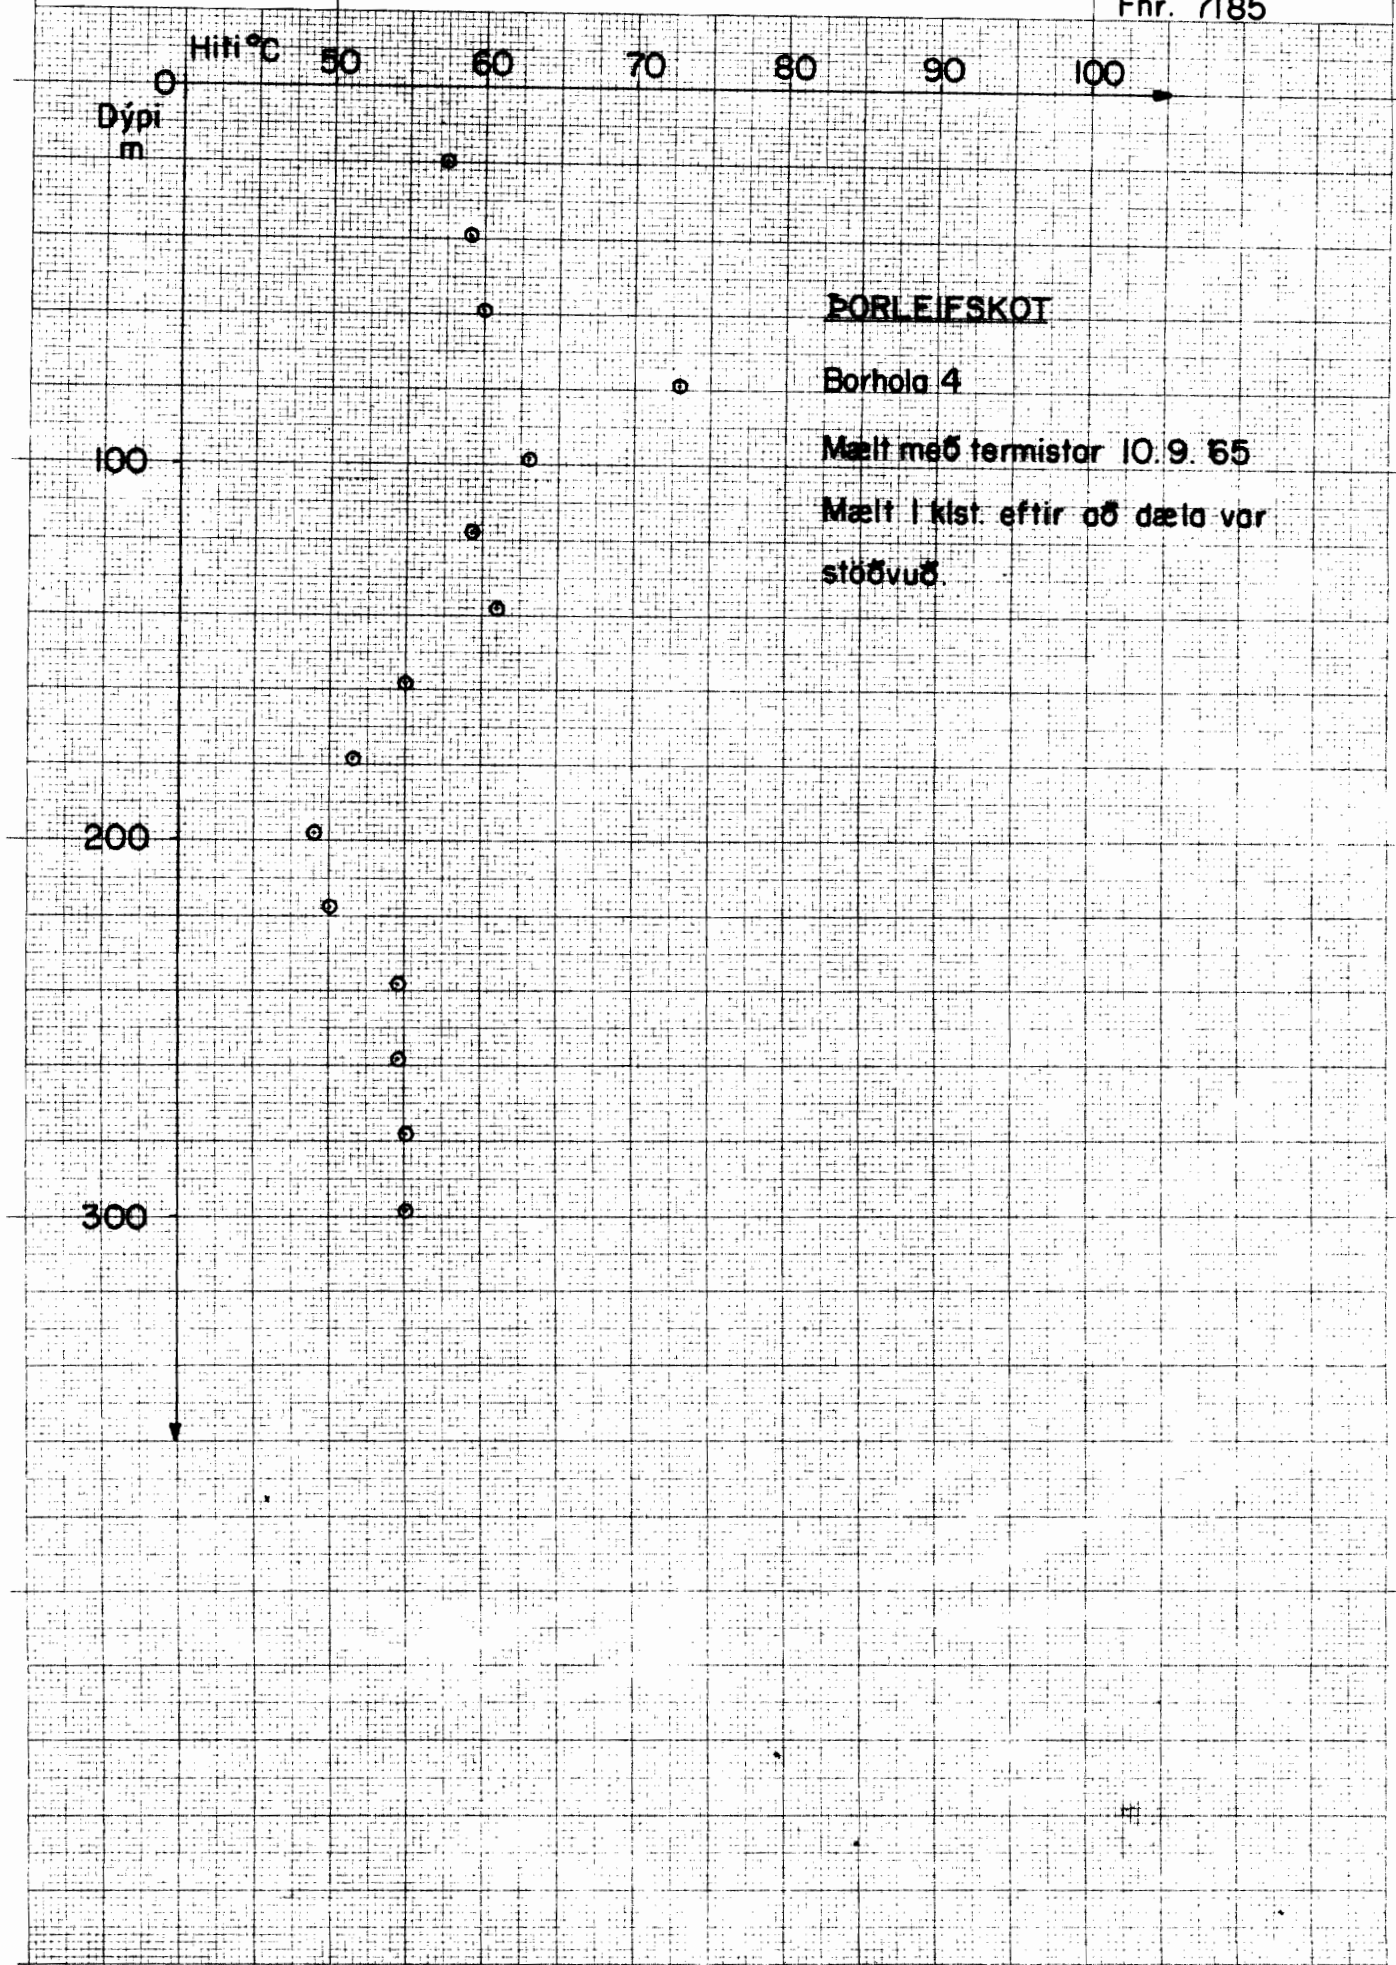 Fnr. 7185
Hiti °C 50 60 70 80 90 100
0
Dýpi
m
ÞORLEIFSKOT
Borhola 4
100
Mælt með termistor 10.9. '65
Mælt 1 klst. eftir að dæla var
stöðvuð.
200
300